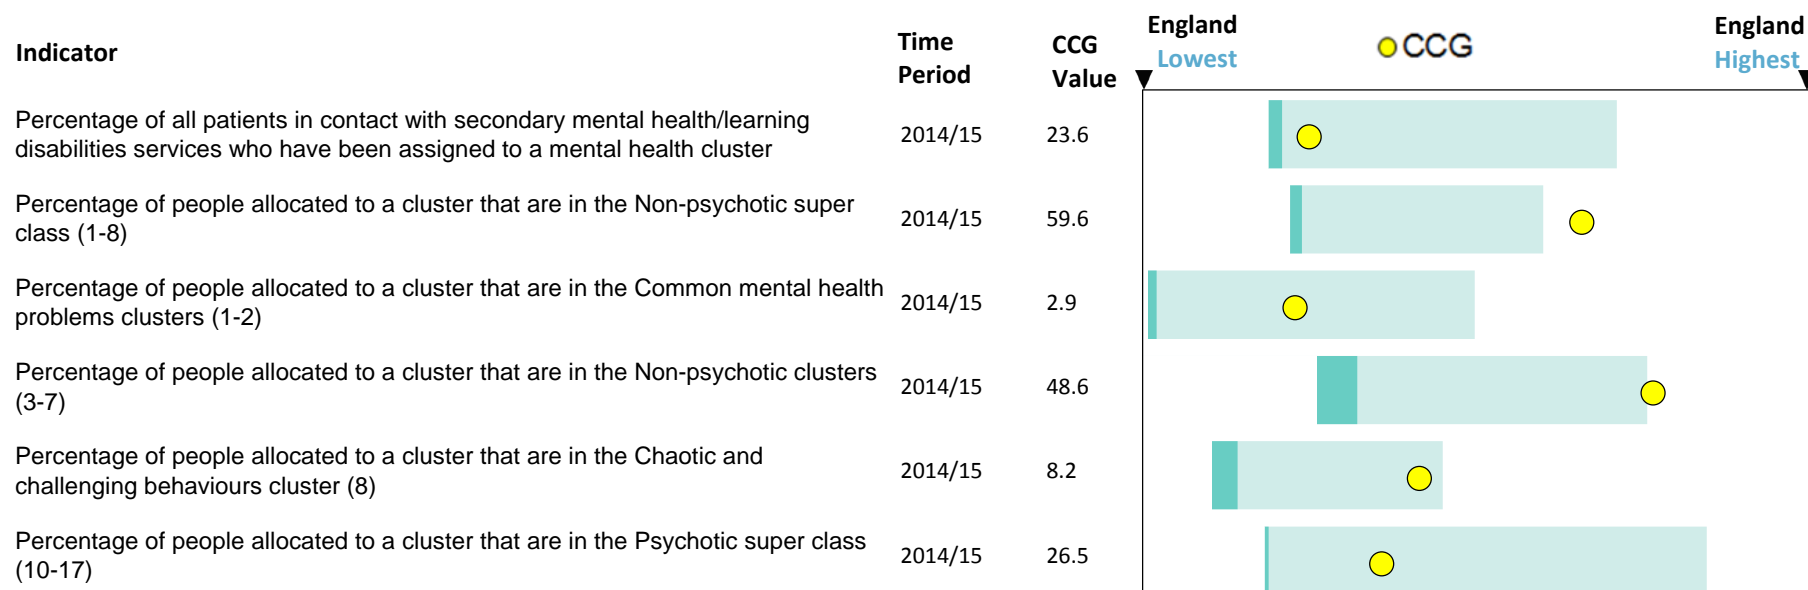 Indicator
Time
Period
CCG
Value
England
Lowest
CCG
England
Highest
Percentage of all patients in contact with secondary mental health/learning
disabilities services who have been assigned to a mental health cluster
2014/15
23.6
Percentage of people allocated to a cluster that are in the Non-psychotic super
class (1-8)
2014/15
59.6
Percentage of people allocated to a cluster that are in the Common mental health
problems clusters (1-2)
2014/15
2.9
Percentage of people allocated to a cluster that are in the Non-psychotic clusters
(3-7)
2014/15
48.6
Percentage of people allocated to a cluster that are in the Chaotic and
challenging behaviours cluster (8)
2014/15
8.2
Percentage of people allocated to a cluster that are in the Psychotic super class
(10-17)
2014/15
26.5